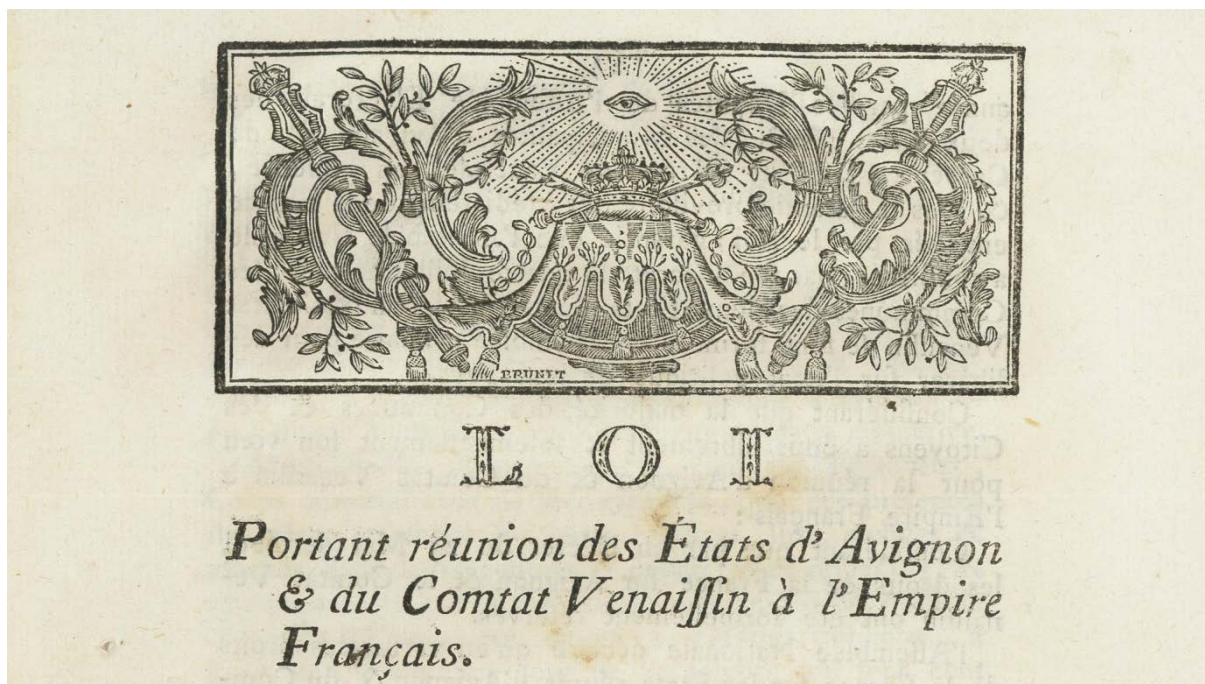 BRUNET
LOI
Portant réunion des États d'Avignon
& du Comtat Venaiſſin à l'Empire
Français.